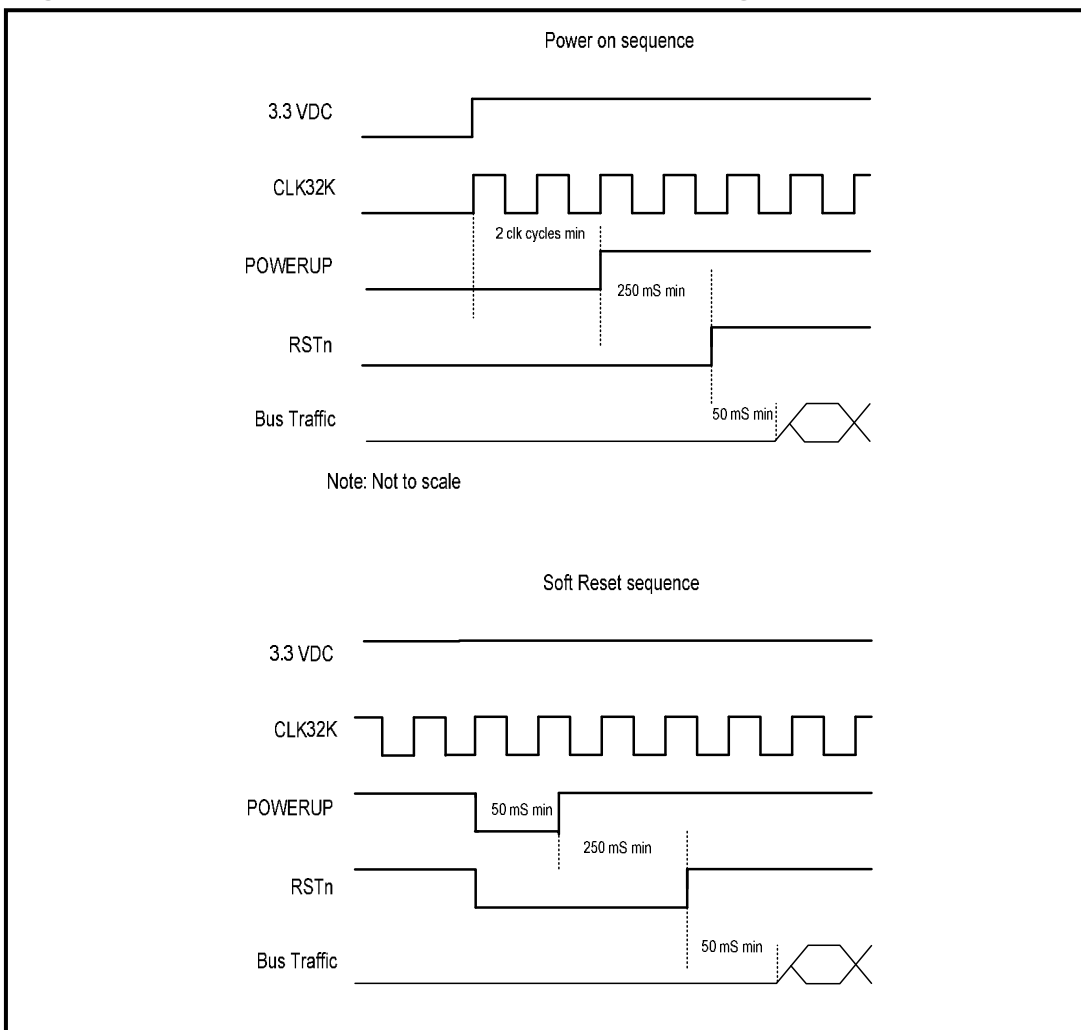 Power on sequence
3.3 VDC
CLK32K
2 clk cycles min
POWERUP
250 mS min
RSTn
50 mS min
Bus Traffic
Note: Not to scale
Soft Reset sequence
3.3 VDC
CLK32K
POWERUP
50 mS min
250 mS min
RSTn
50 mS min
Bus Traffic